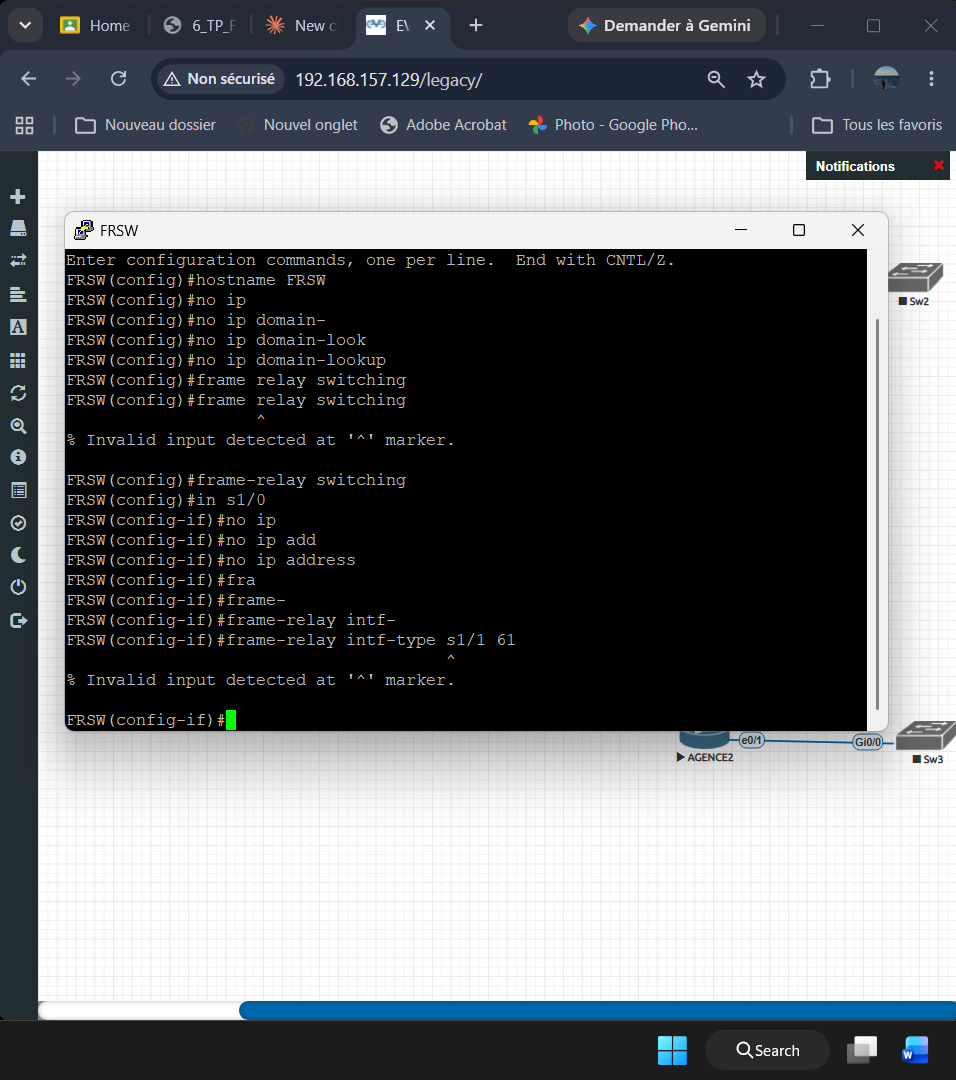 Home
6_TP_F
New c
EV
Demander à Gemini
Non sécurisé
192.168.157.129/legacy/
Nouveau dossier
Nouvel onglet
Adobe Acrobat
Photo - Google Pho...
Tous les favoris
Notifications
FRSW
Enter configuration commands, one per line.  End with CNTL/Z.
FRSW(config)#hostname FRSW
FRSW(config)#no ip
FRSW(config)#no ip domain-
FRSW(config)#no ip domain-look
FRSW(config)#no ip domain-lookup
FRSW(config)#frame relay switching
FRSW(config)#frame relay switching
^
% Invalid input detected at '^' marker.
FRSW(config)#frame-relay switching
FRSW(config)#in s1/0
FRSW(config-if)#no ip
FRSW(config-if)#no ip add
FRSW(config-if)#no ip address
FRSW(config-if)#fra
FRSW(config-if)#frame-
FRSW(config-if)#frame-relay intf-
FRSW(config-if)#frame-relay intf-type s1/1 61
^
% Invalid input detected at '^' marker.
FRSW(config-if)#
Sw2
e0/1
Gi0/0
AGENCE2
Sw3
A
Search
W